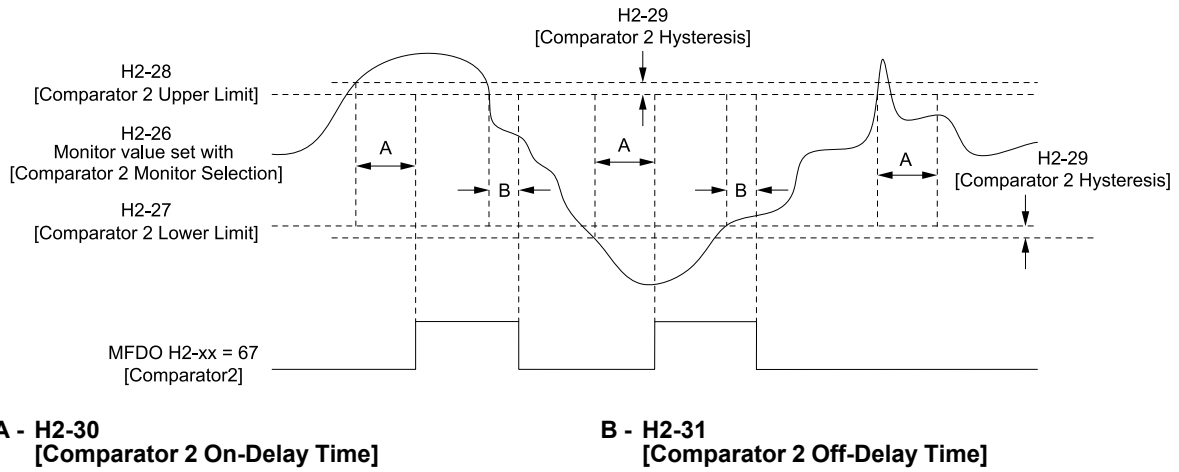 H2-29
[Comparator 2 Hysteresis]
H2-28
[Comparator 2 Upper Limit]
H2-26
Monitor value set with
[Comparator 2 Monitor Selection]
A
B
A
B
A
H2-29
[Comparator 2 Hysteresis]
H2-27
[Comparator 2 Lower Limit]
MFDO H2-xx = 67
[Comparator2]
A - H2-30
[Comparator 2 On-Delay Time]
B - H2-31
[Comparator 2 Off-Delay Time]